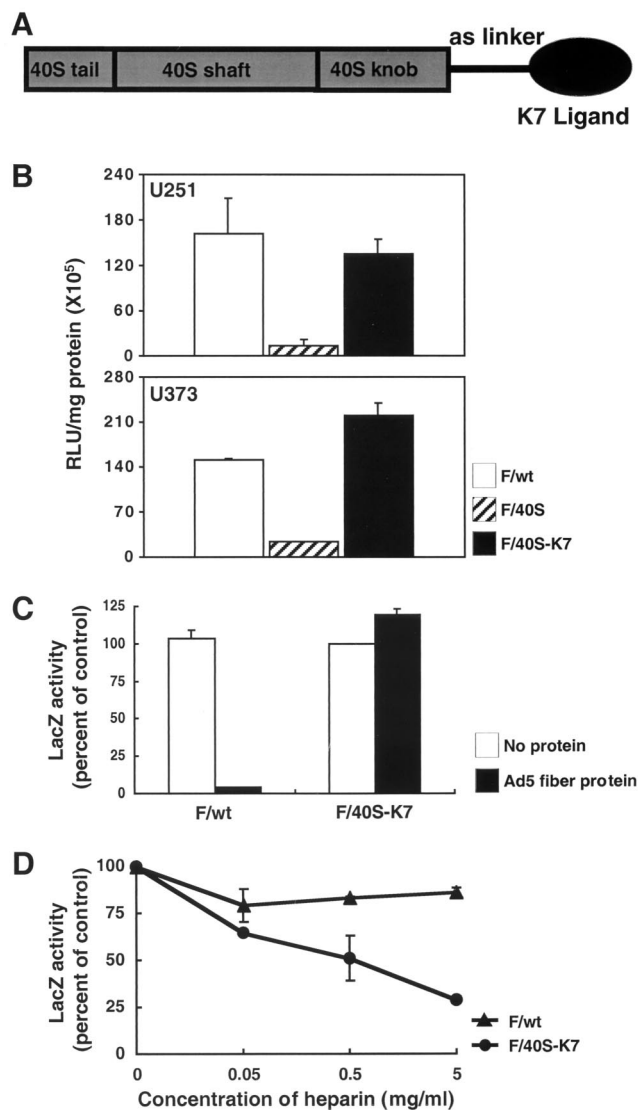 A
as linker
40S tail 40S shaft 40S knob
K7 Ligand
B
U251
240
180
120
60
0
RLU/mg protein (X10⁵)
U373
280
210
140
70
0
F/wt
F/40S
F/40S-K7
C
LacZ activity
(percent of control)
125
100
75
50
25
0
F/wt F/40S-K7
No protein
Ad5 fiber protein
D
LacZ activity
(percent of control)
100
75
50
25
0
0 0.05 0.5 5
Concentration of heparin (mg/ml)
F/wt
F/40S-K7